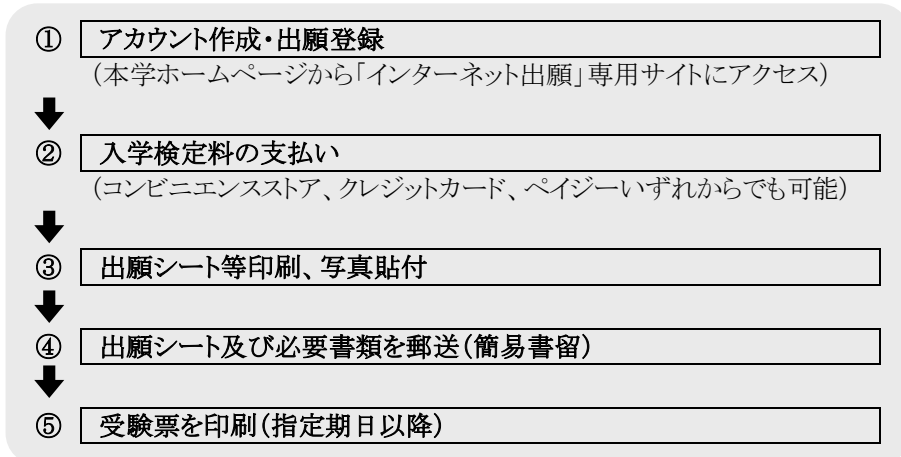 ① アカウント作成・出願登録
（本学ホームページから「インターネット出願」専用サイトにアクセス）
② 入学検定料の支払い
（コンビニエンスストア、クレジットカード、ペイジーいずれからでも可能）
③ 出願シート等印刷、写真貼付
④ 出願シート及び必要書類を郵送（簡易書留）
⑤ 受験票を印刷（指定期日以降）